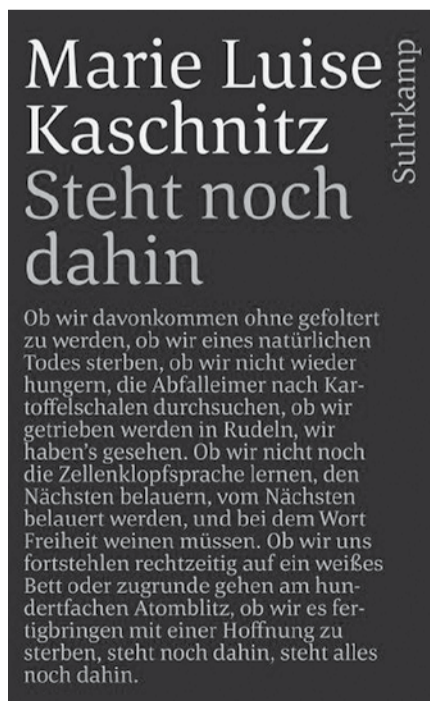 Marie Luise
Kaschnitz
Suhrkamp
Steht noch
dahin
Ob wir davonkommen ohne gefoltert
zu werden, ob wir eines natürlichen
Todes sterben, ob wir nicht wieder
hungern, die Abfalleimer nach Kar-
toffelschalen durchsuchen, ob wir
getrieben werden in Rudeln, wir
haben's gesehen. Ob wir nicht noch
die Zellenklopfsprache lernen, den
Nächsten belauern, vom Nächsten
belauert werden, und bei dem Wort
Freiheit weinen müssen. Ob wir uns
fortstehlen rechtzeitig auf ein weißes
Bett oder zugrunde gehen am hun-
dertfachen Atomblitz, ob wir es fer-
tigbringen mit einer Hoffnung zu
sterben, steht noch dahin, steht alles
noch dahin.